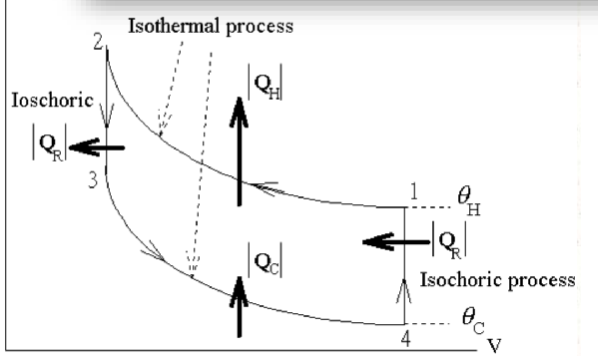 Isothermal process
2
|Q_H|
Ioschoric
|Q_R|
3
1
θ_H
|Q_R|
|Q_C|
Isochoric process
θ_C
4
V